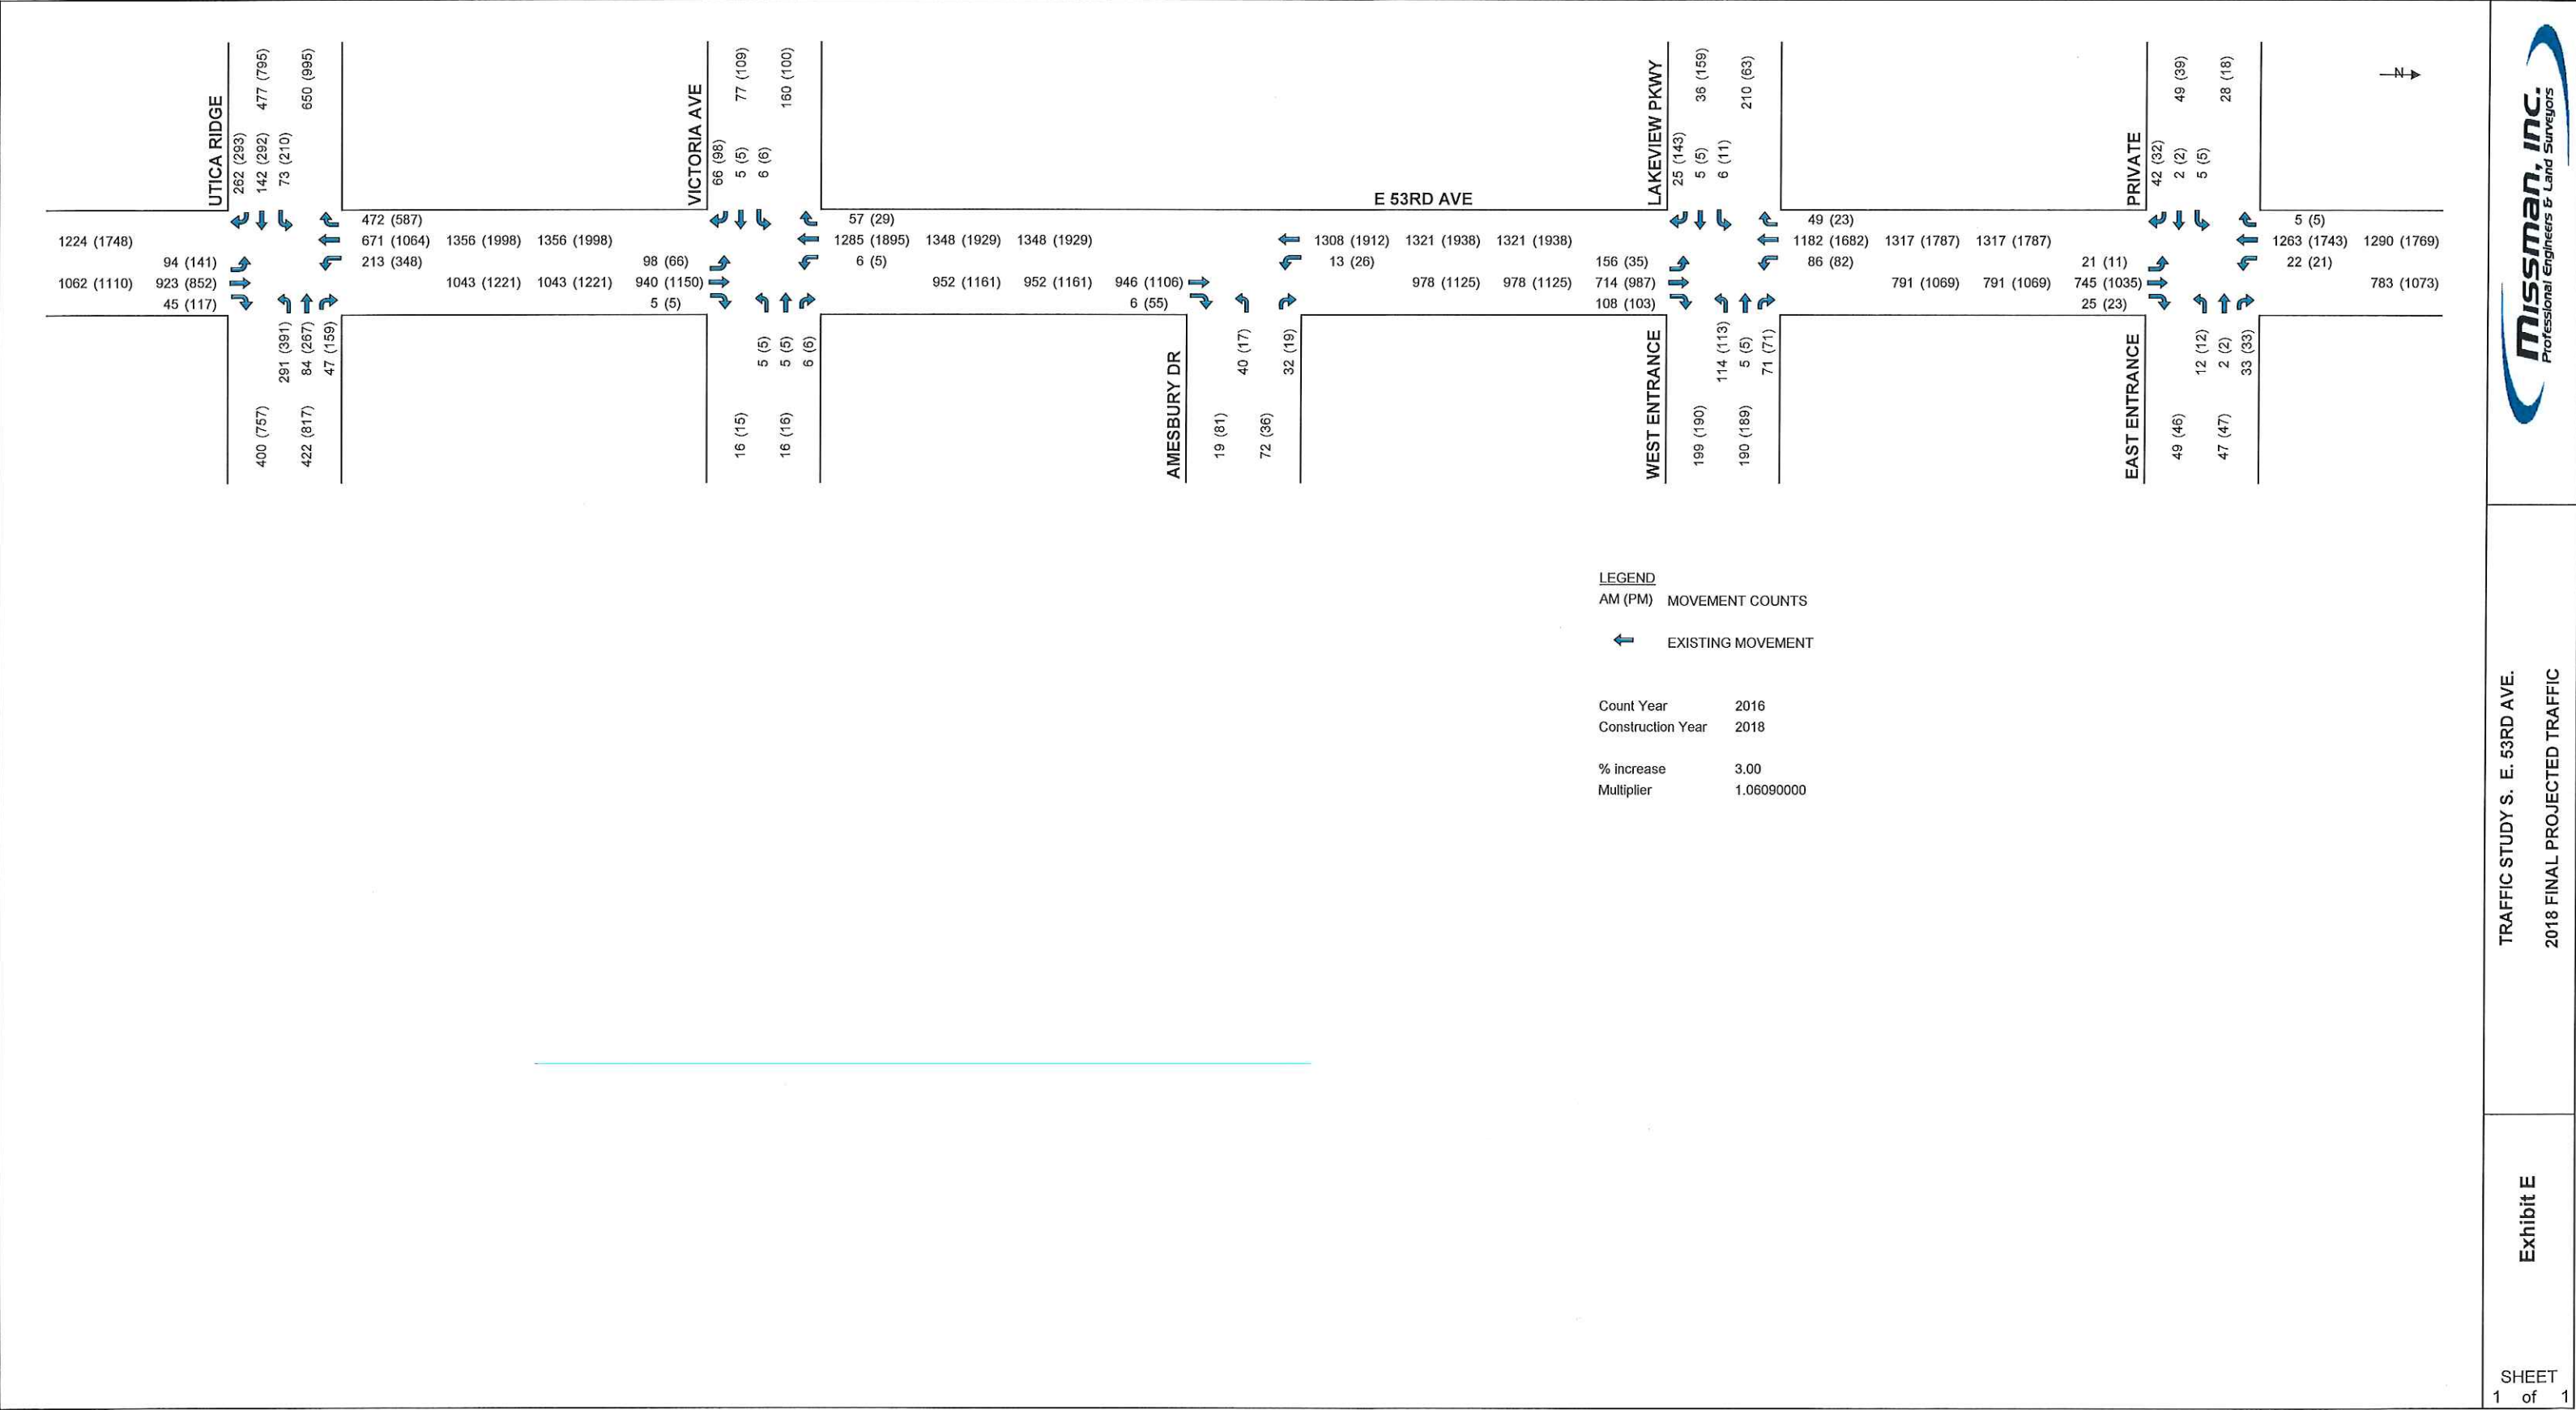 UTICA RIDGE
477 (795)
650 (995)
262 (293)
142 (292)
73 (210)
472 (587)
671 (1064) 1356 (1998) 1356 (1998)
213 (348)
1224 (1748)
94 (141)
1062 (1110) 923 (852)
45 (117)
1043 (1221) 1043 (1221)
291 (391)
84 (267)
47 (159)
400 (757)
422 (817)
VICTORIA AVE
77 (109)
160 (100)
66 (98)
5 (5)
6 (6)
57 (29)
1285 (1895) 1348 (1929) 1348 (1929)
6 (5)
98 (66)
940 (1150)
5 (5)
952 (1161) 952 (1161)
5 (5)
5 (5)
6 (6)
16 (15)
16 (16)
E 53RD AVE
AMESBURY DR
1308 (1912) 1321 (1938) 1321 (1938)
13 (26)
946 (1106)
6 (55)
978 (1125) 978 (1125)
40 (17)
32 (19)
19 (81)
72 (36)
LAKEVIEW PKWY
36 (159)
210 (63)
25 (143)
5 (5)
6 (11)
49 (23)
1182 (1682) 1317 (1787) 1317 (1787)
86 (82)
156 (35)
714 (987)
108 (103)
791 (1069) 791 (1069)
WEST ENTRANCE
114 (113)
5 (5)
71 (71)
199 (190)
190 (189)
PRIVATE
49 (39)
28 (18)
42 (32)
2 (2)
5 (5)
5 (5)
1263 (1743) 1290 (1769)
22 (21)
21 (11)
745 (1035)
25 (23)
783 (1073)
EAST ENTRANCE
12 (12)
2 (2)
33 (33)
49 (46)
47 (47)
N
LEGEND
AM (PM) MOVEMENT COUNTS
EXISTING MOVEMENT
Count Year 2016
Construction Year 2018
% increase 3.00
Multiplier 1.06090000
Missman, Inc.
Professional Engineers & Land Surveyors
TRAFFIC STUDY S. E. 53RD AVE.
2018 FINAL PROJECTED TRAFFIC
Exhibit E
SHEET
1 of 1